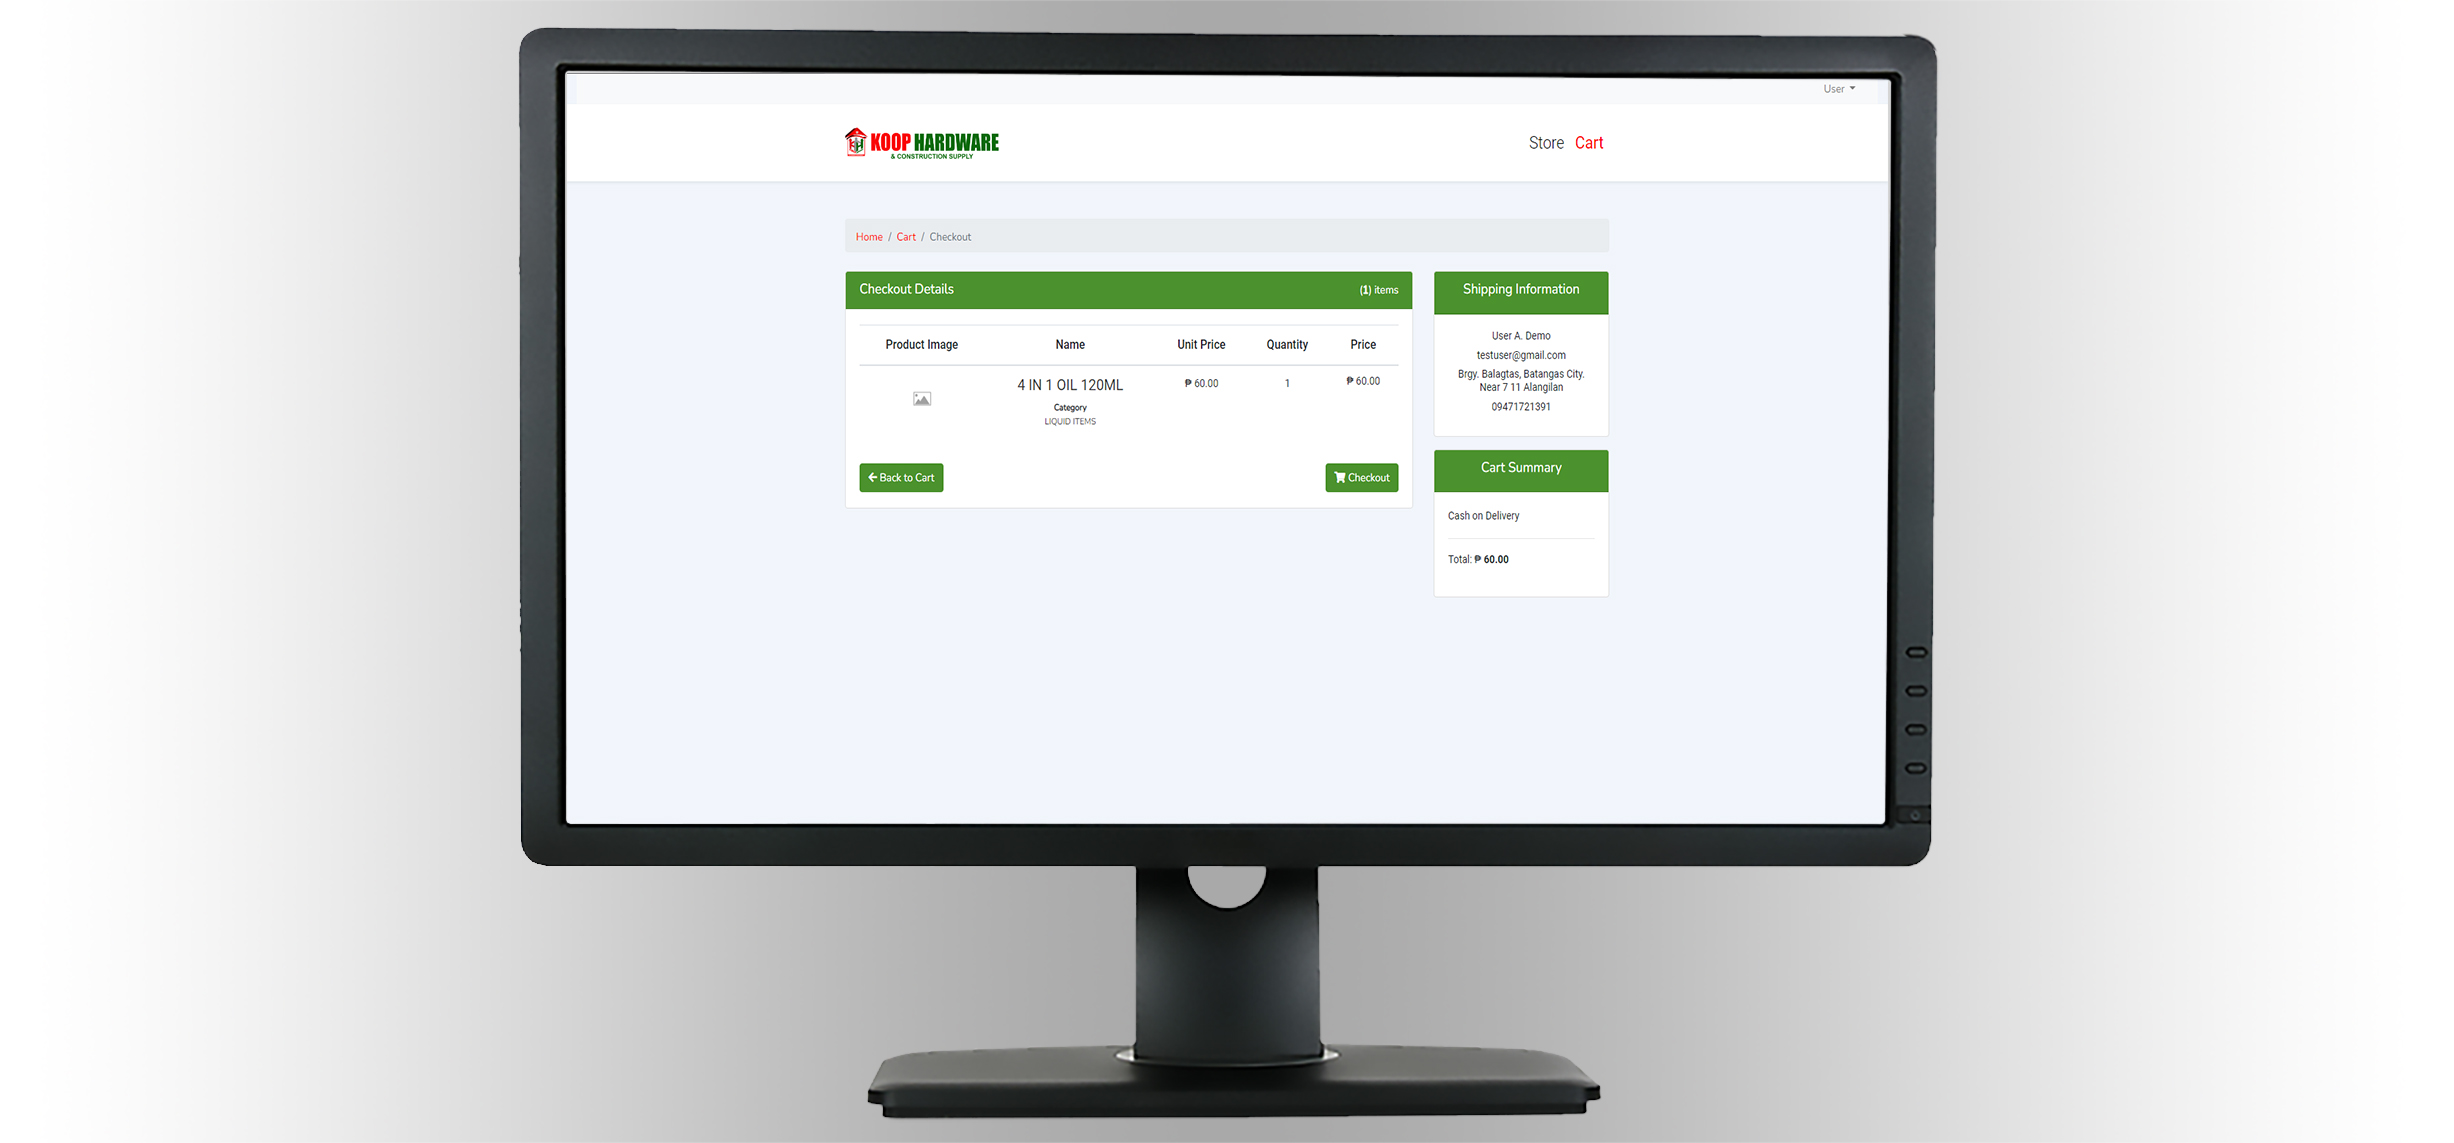 User
KOOP HARDWARE
& CONSTRUCTION SUPPLY
Store Cart
Home / Cart / Checkout
Checkout Details
(1) items
Product Image Name Unit Price Quantity Price
4 IN 1 OIL 120ML
₱ 60.00
1
₱ 60.00
Category
LIQUID ITEMS
Back to Cart
Checkout
Shipping Information
User A. Demo
testuser@gmail.com
Brgy. Balagtas, Batangas City.
Near 7 11 Alangilan
09471721391
Cart Summary
Cash on Delivery
Total: ₱ 60.00